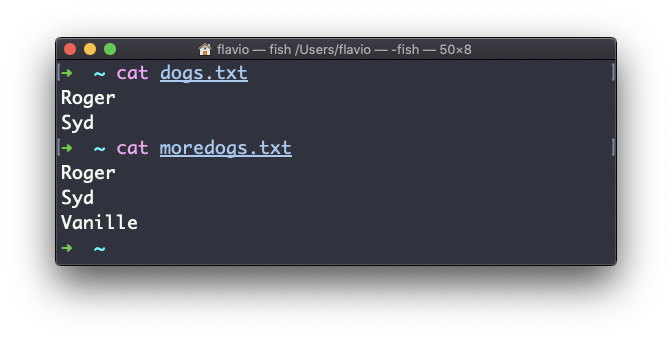 flavio — fish /Users/flavio — -fish — 50×8
[➜ ~ cat dogs.txt ]
Roger
Syd
[➜ ~ cat moredogs.txt ]
Roger
Syd
Vanille
➜ ~